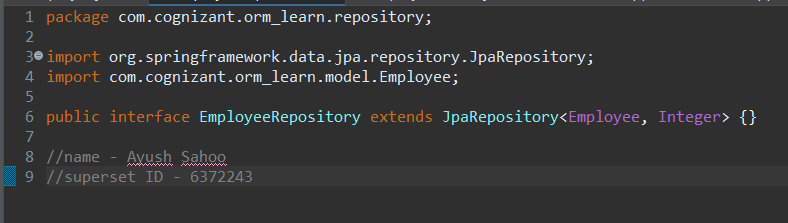 1 package com.cognizant.orm_learn.repository;
2
3 import org.springframework.data.jpa.repository.JpaRepository;
4 import com.cognizant.orm_learn.model.Employee;
5
6 public interface EmployeeRepository extends JpaRepository<Employee, Integer> {}
7
8 //name - Ayush Sahoo
9 //superset ID - 6372243